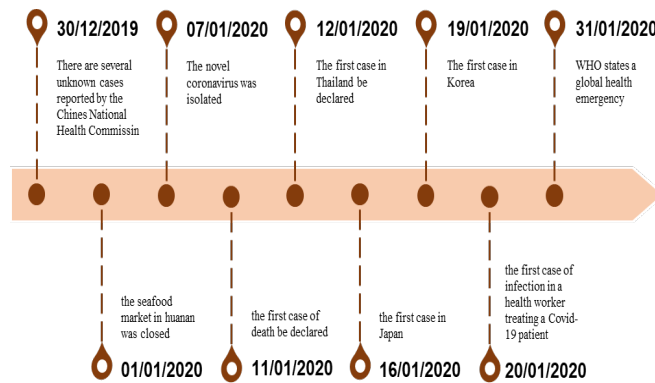 30/12/2019
There are several
unknown cases
reported by the
Chines National
Health Commissin
07/01/2020
The novel
coronavirus was
isolated
12/01/2020
The first case in
Thailand be
declared
19/01/2020
The first case in
Korea
31/01/2020
WHO states a
global health
emergency
the seafood
market in huanan
was closed
01/01/2020
the first case of
death be declared
11/01/2020
the first case in
Japan
16/01/2020
the first case of
infection in a
health worker
treating a Covid-
19 patient
20/01/2020